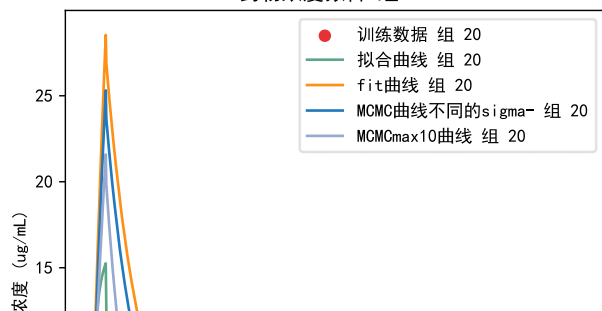 训练数据 组 20
拟合曲线 组 20
fit曲线 组 20
MCMC曲线不同的sigma- 组 20
MCMCmax10曲线 组 20
25
20
15
浓度 (ug/mL)